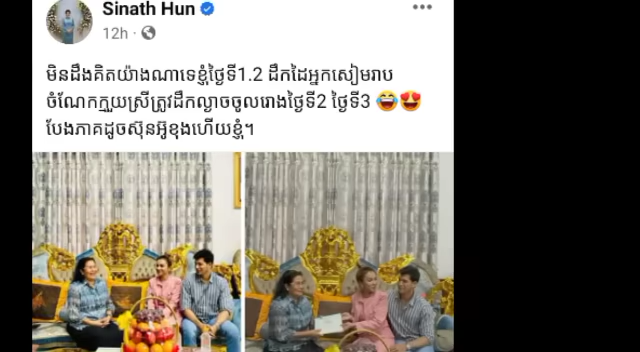 Sinath Hun
12h ·
មិនដឹងគិតយ៉ាងណាទេខ្ញុំថ្ងៃទី1.2 ដឹកដៃអ្នកសៀមរាប
ចំណែកក្មួយស្រីត្រូវដឹកល្ងាចចូលរោងថ្ងៃទី2 ថ្ងៃទី3 😂😍
បែងភាគដូចស៊ុនអ៊ូខុងហើយខ្ញុំ។